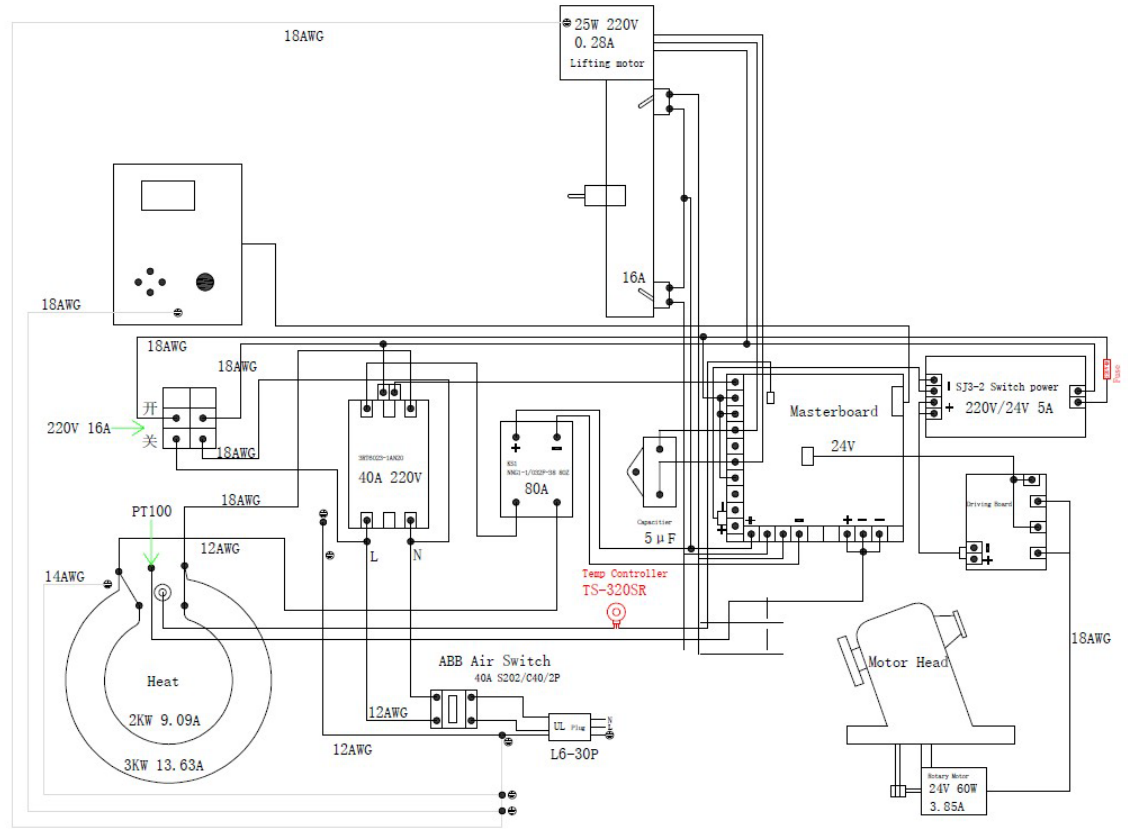 25W 220V
0.28A
Lifting motor
18AWG
16A
18AWG
18AWG
18AWG
开
关
220V 16A
18AWG
18AWG
40A 220V
L
N
+
-
80A
Capacitier
5μF
Masterboard
24V
-
+
+
-
+
-
-
-
+
SJ3-2 Switch power
220V/24V 5A
Fuse
Driving Board
-
+
PT100
12AWG
14AWG
Heat
2KW 9.09A
3KW 13.63A
Temp Controller
TS-320SR
ABB Air Switch
40A S202/C40/2P
12AWG
12AWG
UL Plug
N
L
L6-30P
Motor Head
18AWG
Rotary Motor
24V 60W
3.85A